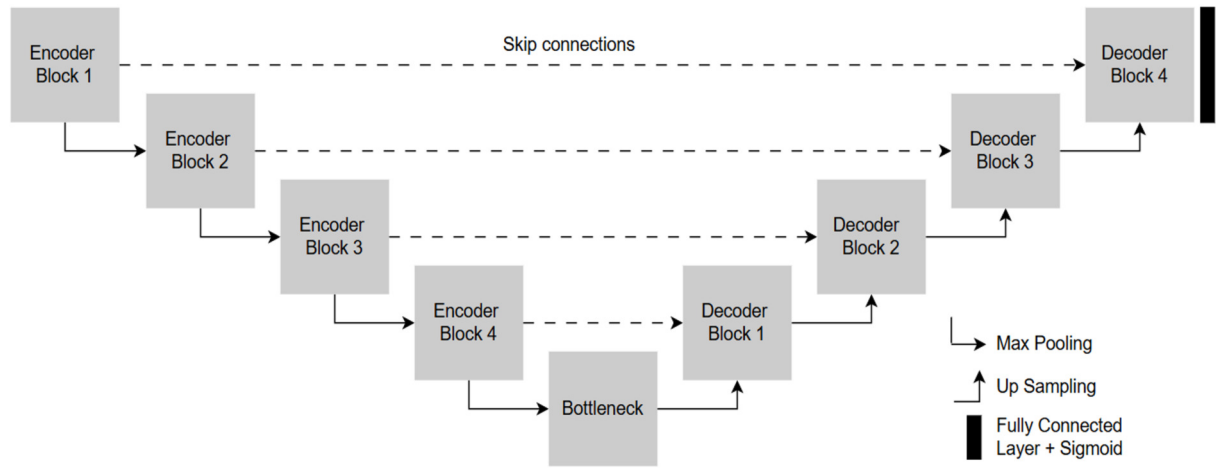 Encoder
Block 1
Skip connections
Decoder
Block 4
Encoder
Block 2
Decoder
Block 3
Encoder
Block 3
Decoder
Block 2
Encoder
Block 4
Decoder
Block 1
Bottleneck
Max Pooling
Up Sampling
Fully Connected
Layer + Sigmoid